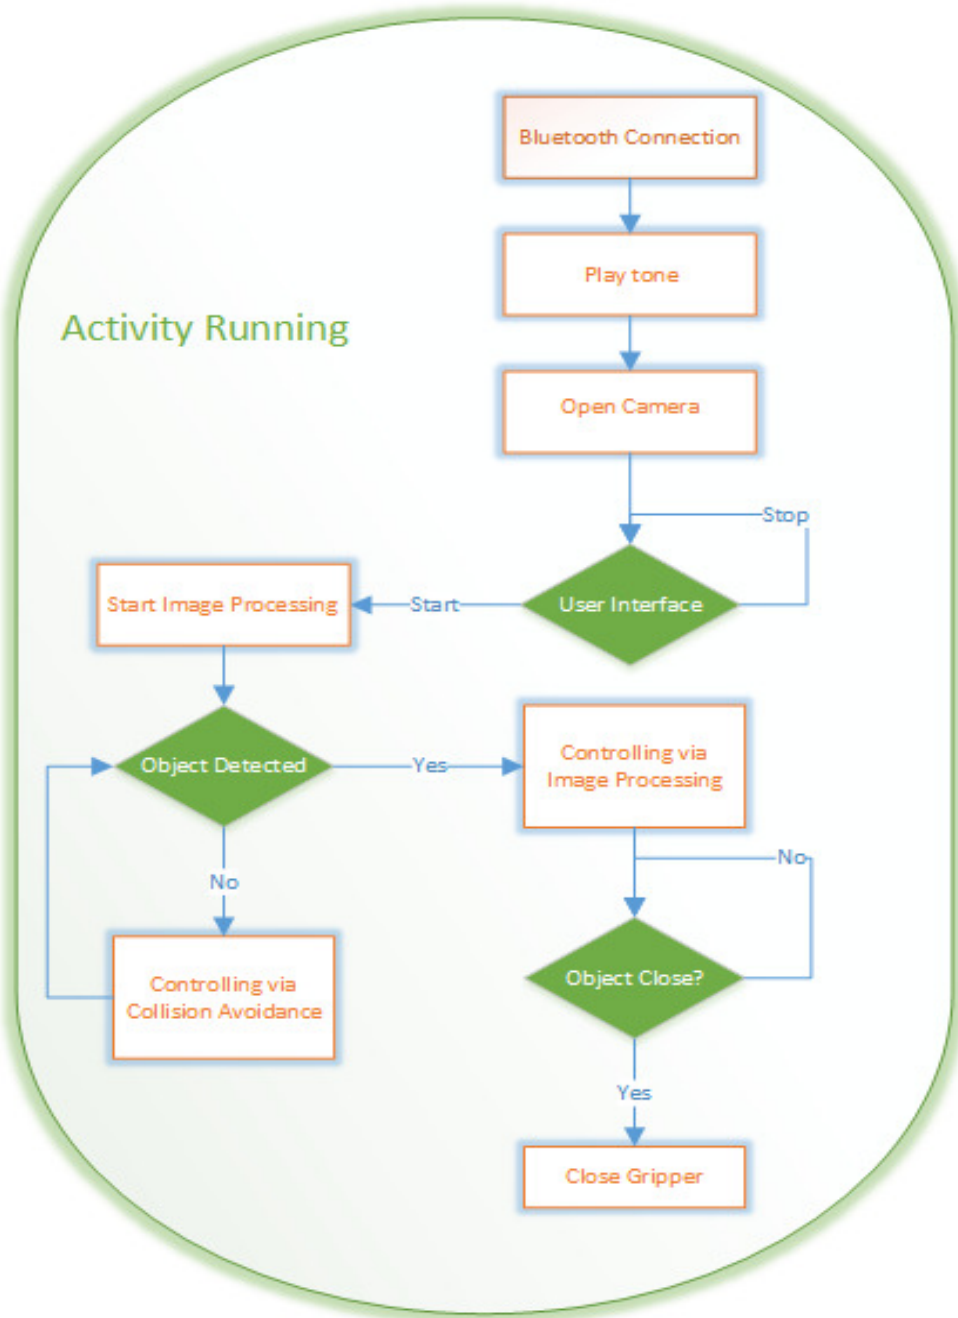 Bluetooth Connection
Play tone
Activity Running
Open Camera
Stop
Start Image Processing
Start
User Interface
Object Detected
Yes
Controlling via
Image Processing
No
No
Controlling via
Collision Avoidance
Object Close?
Yes
Close Gripper